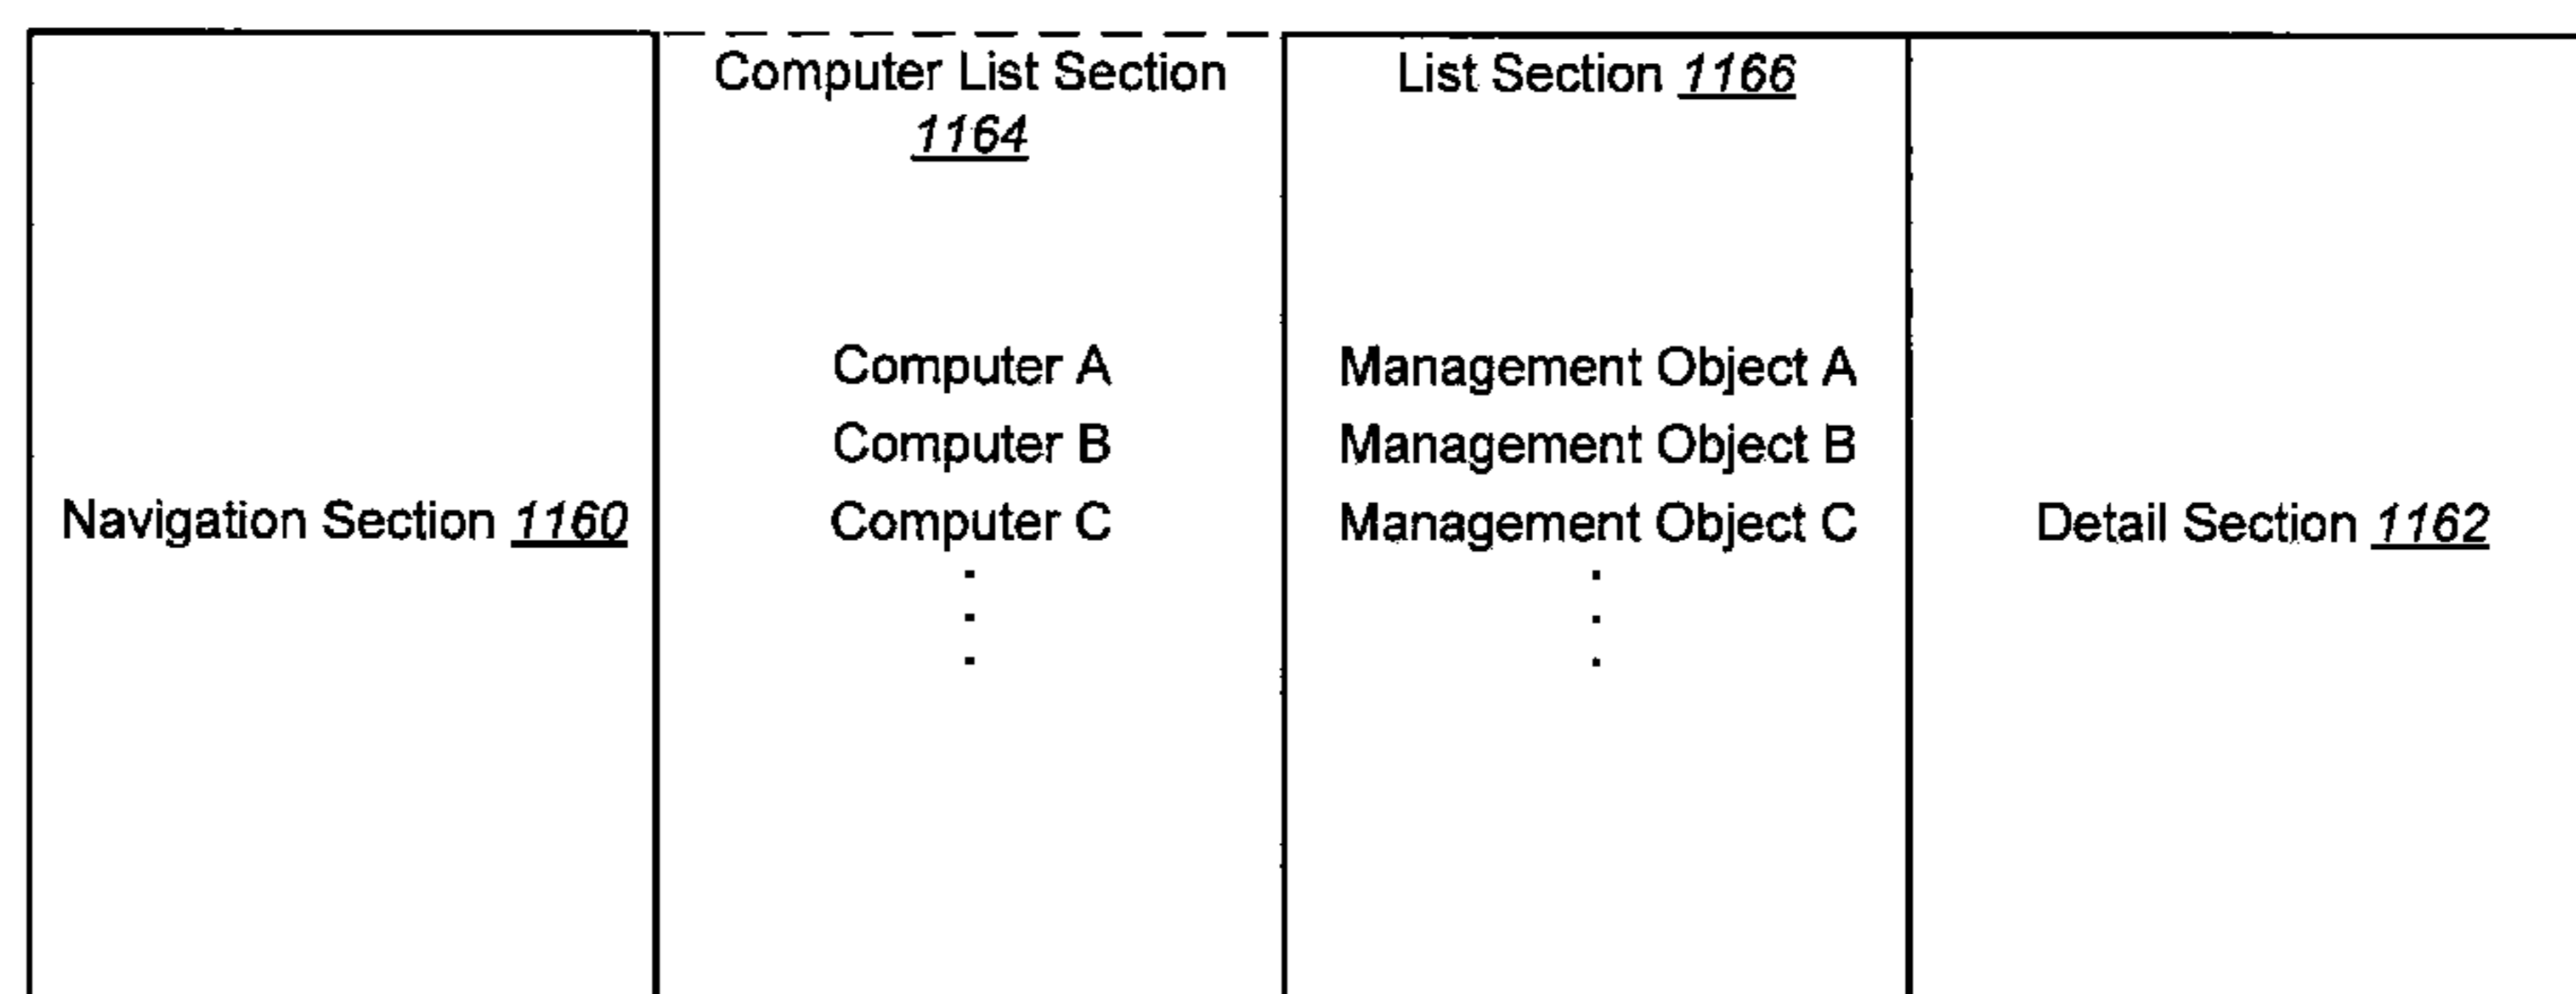 Navigation Section 1160
Computer List Section
1164
Computer A
Computer B
Computer C
List Section 1166
Management Object A
Management Object B
Management Object C
Detail Section 1162